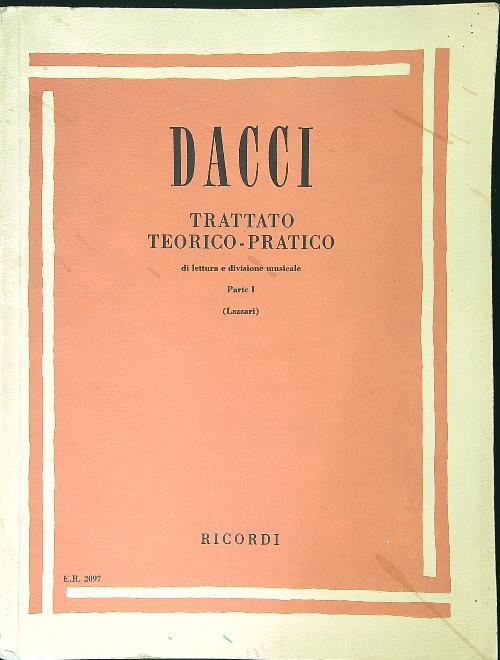 DACCI
TRATTATO
TEORICO-PRATICO
di lettura e divisione musicale
Parte I
(Lazzari)
RICORDI
E.R. 2097